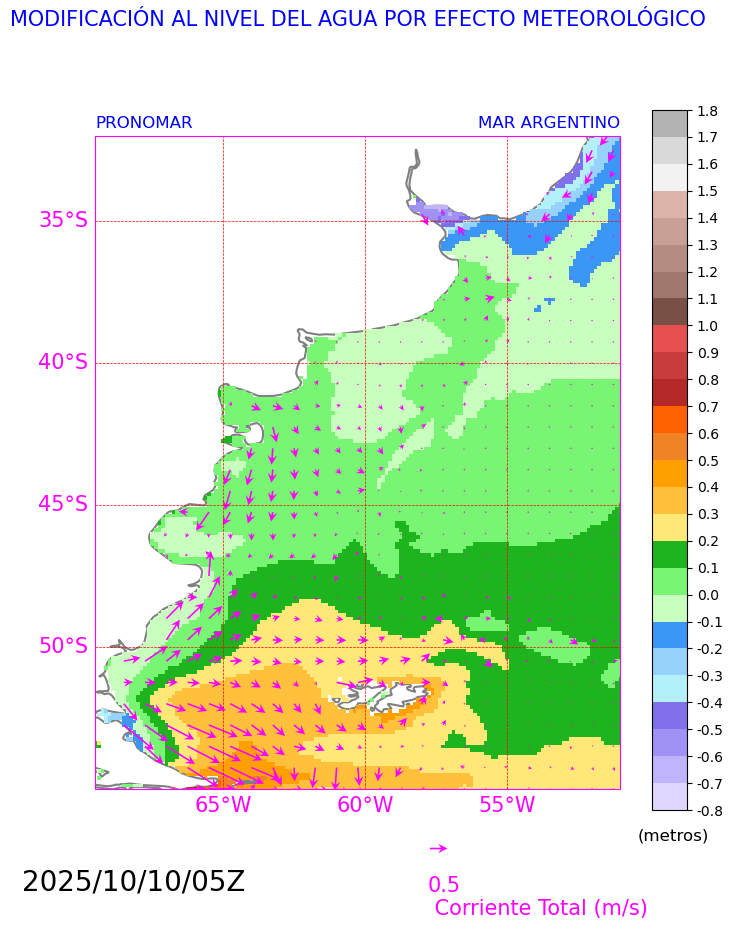 MODIFICACIÓN AL NIVEL DEL AGUA POR EFECTO METEOROLÓGICO
PRONOMAR
MAR ARGENTINO
1.8
1.7
1.6
1.5
1.4
1.3
1.2
1.1
1.0
0.9
0.8
0.7
0.6
0.5
0.4
0.3
0.2
0.1
0.0
-0.1
-0.2
-0.3
-0.4
-0.5
-0.6
-0.7
-0.8
(metros)
35°S
40°S
45°S
50°S
65°W
60°W
55°W
2025/10/10/05Z
0.5
Corriente Total (m/s)